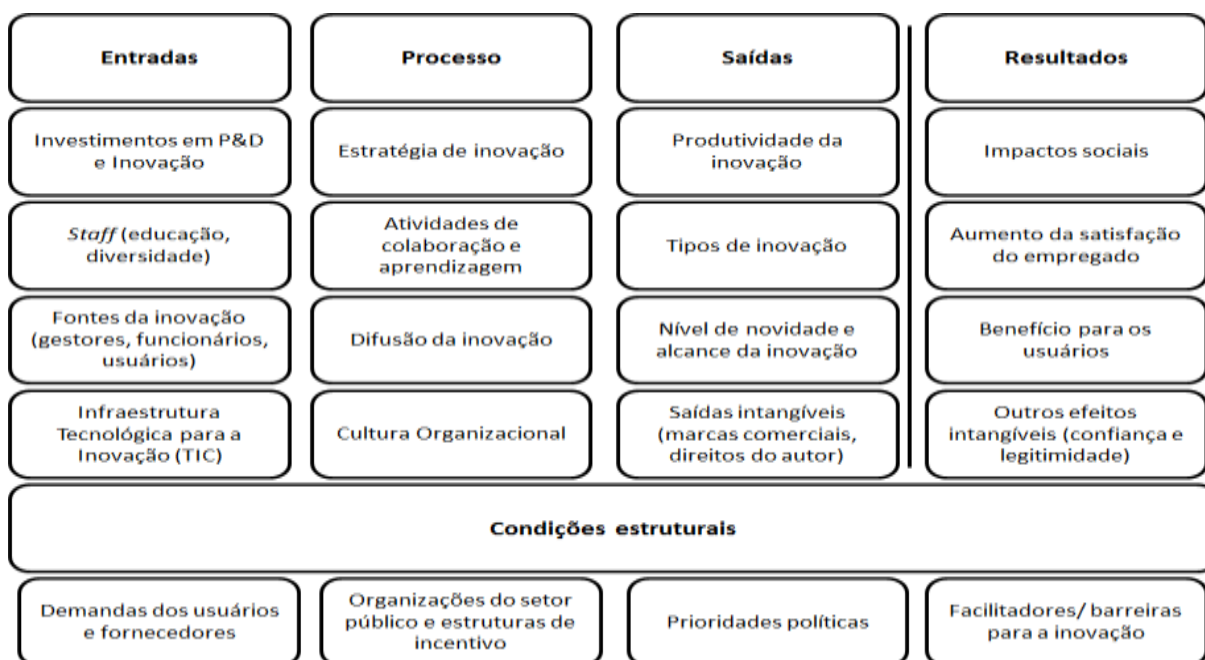 Entradas
Processo
Saídas
Resultados
Investimentos em P&D
e Inovação
Estratégia de inovação
Produtividade da
inovação
Impactos sociais
Staff (educação,
diversidade)
Atividades de
colaboração e
aprendizagem
Tipos de inovação
Aumento da satisfação
do empregado
Fontes da inovação
(gestores, funcionários,
usuários)
Difusão da inovação
Nível de novidade e
alcance da inovação
Benefício para os
usuários
Infraestrutura
Tecnológica para a
Inovação (TIC)
Cultura Organizacional
Saídas intangíveis
(marcas comerciais,
direitos do autor)
Outros efeitos
intangíveis (confiança e
legitimidade)
Condições estruturais
Demandas dos usuários
e fornecedores
Organizações do setor
público e estruturas de
incentivo
Prioridades políticas
Facilitadores/ barreiras
para a inovação